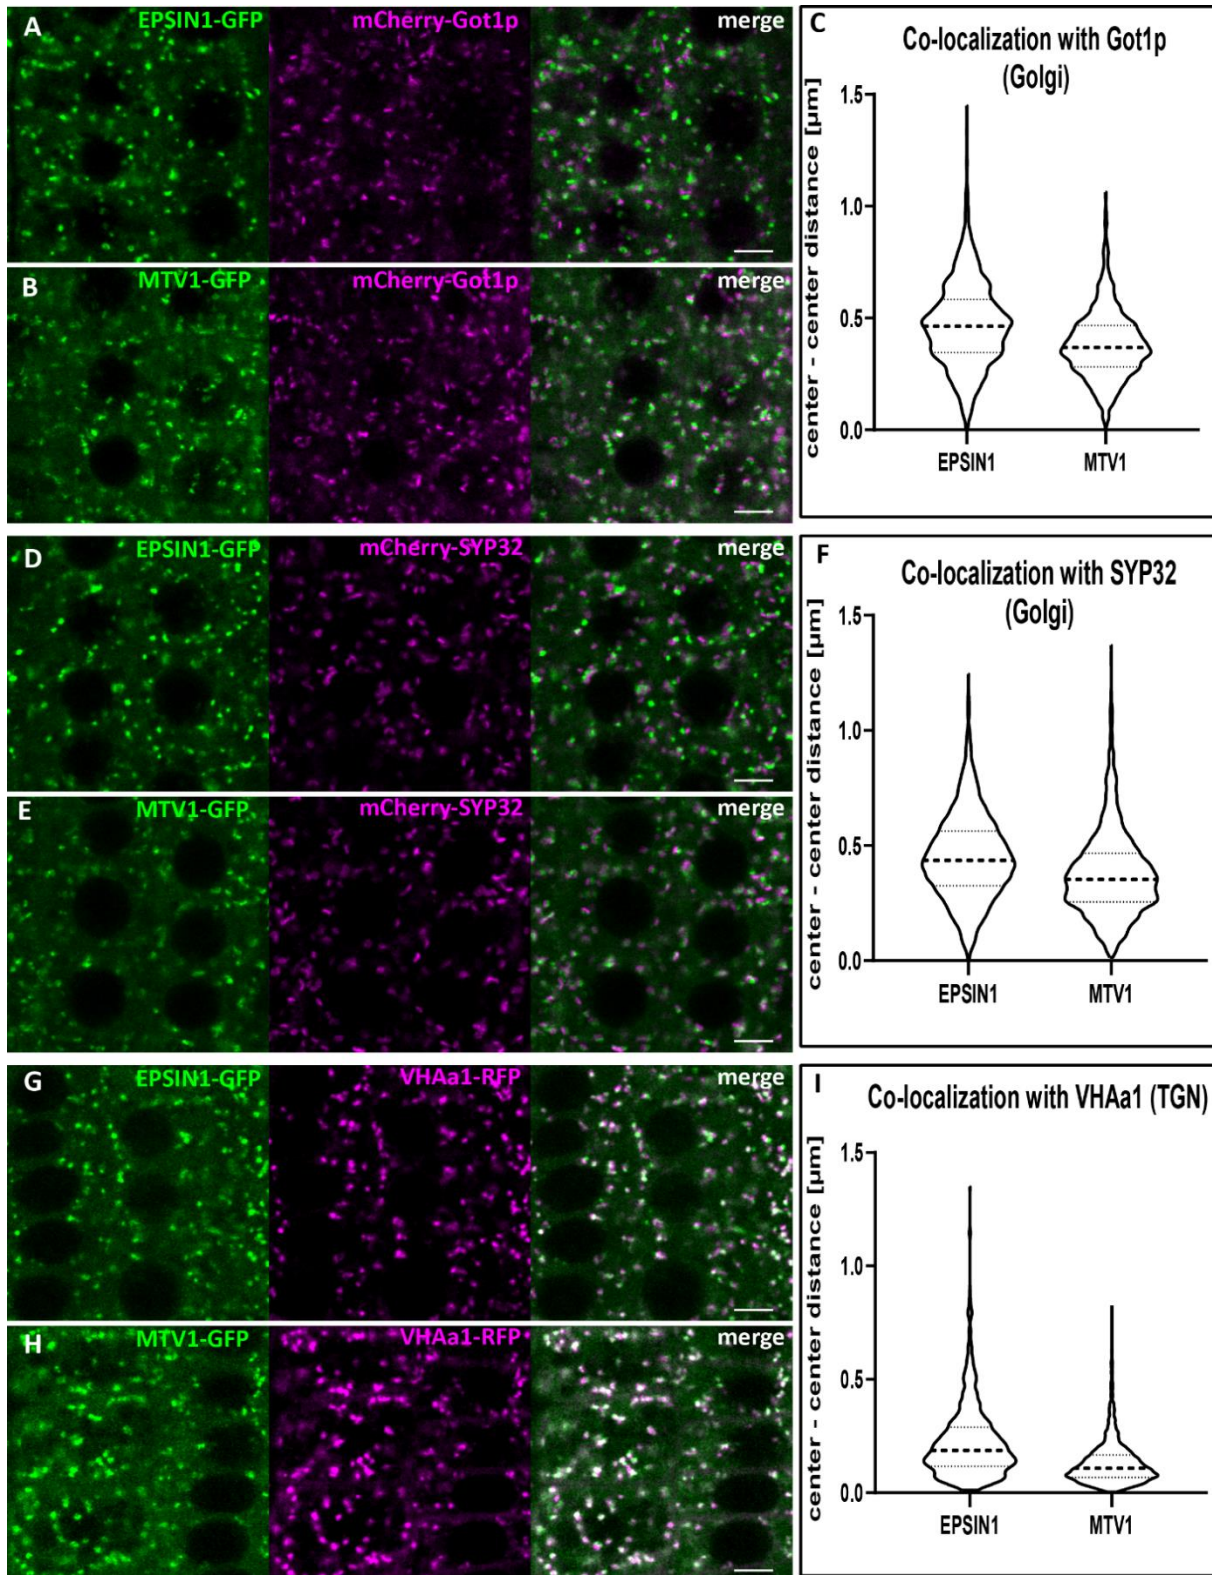 A EPSIN1-GFP mCherry-Got1p merge
B MTV1-GFP mCherry-Got1p merge
C
Co-localization with Got1p
(Golgi)
center - center distance [µm]
1.5
1.0
0.5
0.0
EPSIN1 MTV1
D EPSIN1-GFP mCherry-SYP32 merge
E MTV1-GFP mCherry-SYP32 merge
F
Co-localization with SYP32
(Golgi)
center - center distance [µm]
1.5
1.0
0.5
0.0
EPSIN1 MTV1
G EPSIN1-GFP VHAa1-RFP merge
H MTV1-GFP VHAa1-RFP merge
I
Co-localization with VHAa1 (TGN)
center - center distance [µm]
1.5
1.0
0.5
0.0
EPSIN1 MTV1